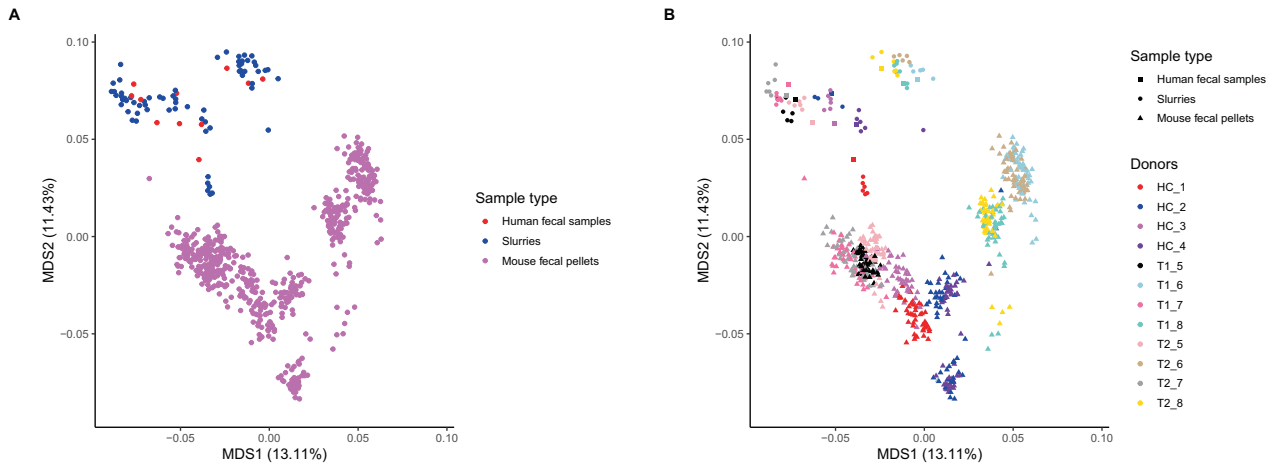 A
0.10
0.05
0.00
−0.05
−0.05
0.00
0.05
0.10
MDS1 (13.11%)
MDS2 (11.43%)
Sample type
Human fecal samples
Slurries
Mouse fecal pellets
B
0.10
0.05
0.00
−0.05
−0.05
0.00
0.05
0.10
MDS1 (13.11%)
MDS2 (11.43%)
Sample type
Human fecal samples
Slurries
Mouse fecal pellets
Donors
HC_1
HC_2
HC_3
HC_4
T1_5
T1_6
T1_7
T1_8
T2_5
T2_6
T2_7
T2_8